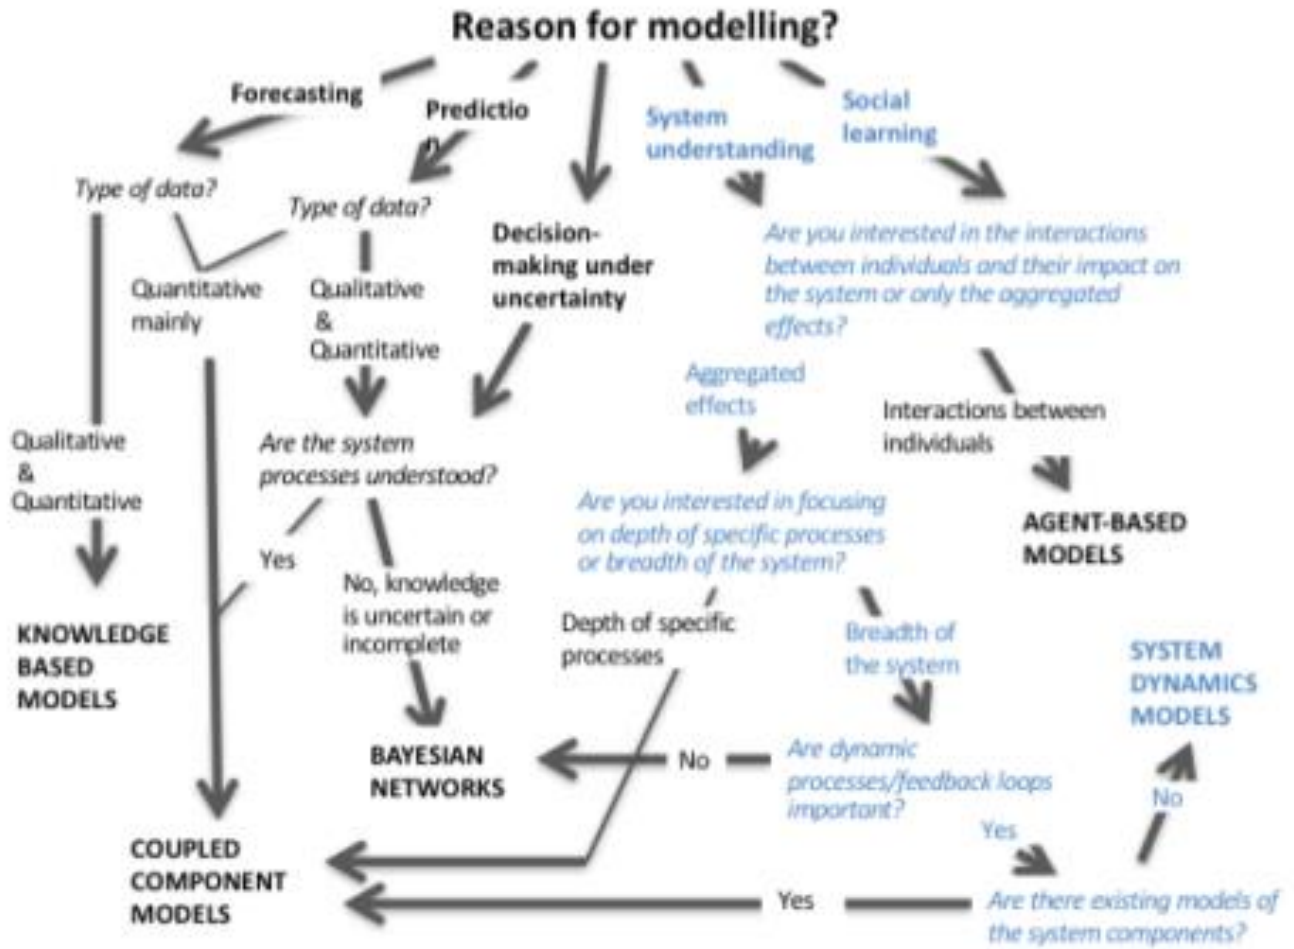 Reason for modelling?
Forecasting
Predictio
n
System
understanding
Social
learning
Type of data?
Type of data?
Decision-
making under
uncertainty
Are you interested in the interactions
between individuals and their impact on
the system or only the aggregated
effects?
Quantitative
mainly
Qualitative
&
Quantitative
Aggregated
effects
Interactions between
individuals
Qualitative
&
Quantitative
Are the system
processes understood?
Are you interested in focusing
on depth of specific processes
or breadth of the system?
AGENT-BASED
MODELS
Yes
No, knowledge
is uncertain or
incomplete
Depth of specific
processes
Breadth of
the system
KNOWLEDGE
BASED
MODELS
SYSTEM
DYNAMICS
MODELS
BAYESIAN
NETWORKS
No
Are dynamic
processes/feedback loops
important?
No
Yes
COUPLED
COMPONENT
MODELS
Yes
Are there existing models of
the system components?